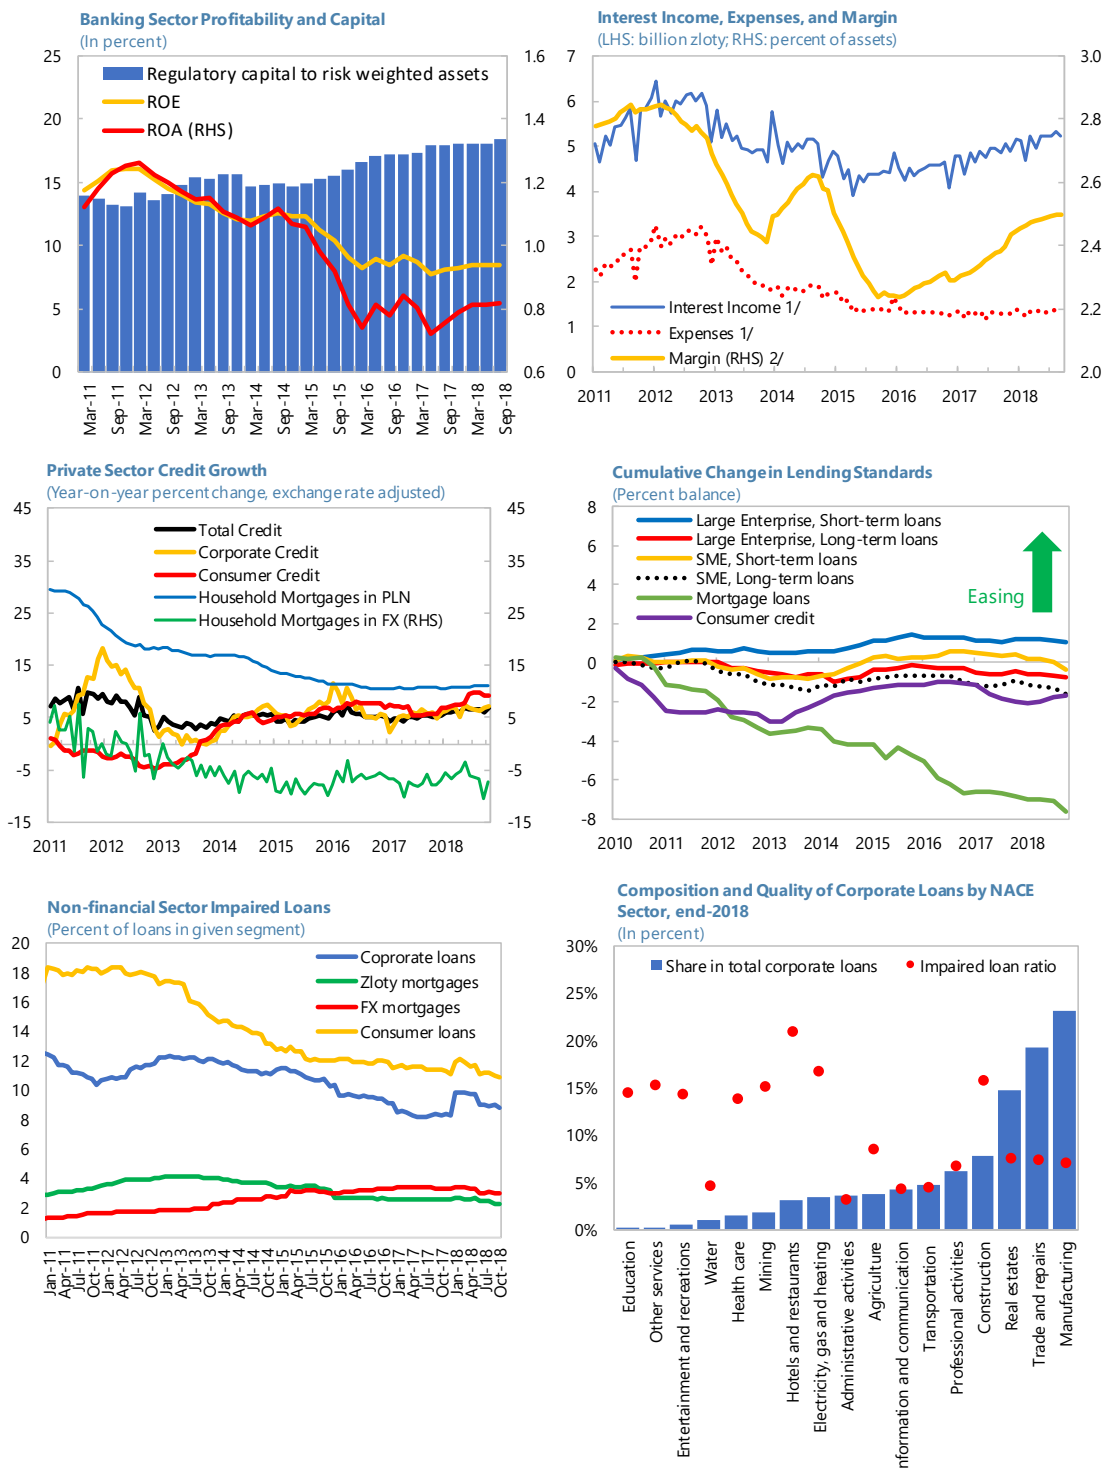 Banking Sector Profitability and Capital
(In percent)
25
20
15
10
5
0
1.6
1.4
1.2
1.0
0.8
0.6
Regulatory capital to risk weighted assets
ROE
ROA (RHS)
Mar-11
Sep-11
Mar-12
Sep-12
Mar-13
Sep-13
Mar-14
Sep-14
Mar-15
Sep-15
Mar-16
Sep-16
Mar-17
Sep-17
Mar-18
Sep-18
Interest Income, Expenses, and Margin
(LHS: billion zloty; RHS: percent of assets)
7
6
5
4
3
2
1
0
3.0
2.8
2.6
2.4
2.2
2.0
Interest Income 1/
Expenses 1/
Margin (RHS) 2/
2011 2012 2013 2014 2015 2016 2017 2018
Private Sector Credit Growth
(Year-on-year percent change, exchange rate adjusted)
45
35
25
15
5
-5
-15
45
35
25
15
5
-5
-15
Total Credit
Corporate Credit
Consumer Credit
Household Mortgages in PLN
Household Mortgages in FX (RHS)
2011 2012 2013 2014 2015 2016 2017 2018
Cumulative Change in Lending Standards
(Percent balance)
8
6
4
2
0
-2
-4
-6
-8
Large Enterprise, Short-term loans
Large Enterprise, Long-term loans
SME, Short-term loans
SME, Long-term loans
Mortgage loans
Consumer credit
Easing
2010 2011 2012 2013 2014 2015 2016 2017 2018
Non-financial Sector Impaired Loans
(Percent of loans in given segment)
20
18
16
14
12
10
8
6
4
2
0
Coprorate loans
Zloty mortgages
FX mortgages
Consumer loans
Jan-11
Apr-11
Jul-11
Oct-11
Jan-12
Apr-12
Jul-12
Oct-12
Jan-13
Apr-13
Jul-13
Oct-13
Jan-14
Apr-14
Jul-14
Oct-14
Jan-15
Apr-15
Jul-15
Oct-15
Jan-16
Apr-16
Jul-16
Oct-16
Jan-17
Apr-17
Jul-17
Oct-17
Jan-18
Apr-18
Jul-18
Oct-18
Composition and Quality of Corporate Loans by NACE
Sector, end-2018
(In percent)
30%
25%
20%
15%
10%
5%
0%
Share in total corporate loans
Impaired loan ratio
Education
Other services
Entertainment and recreations
Water
Health care
Mining
Hotels and restaurants
Electricity, gas and heating
Administrative activities
Agriculture
nformation and communication
Transportation
Professional activities
Construction
Real estates
Trade and repairs
Manufacturing